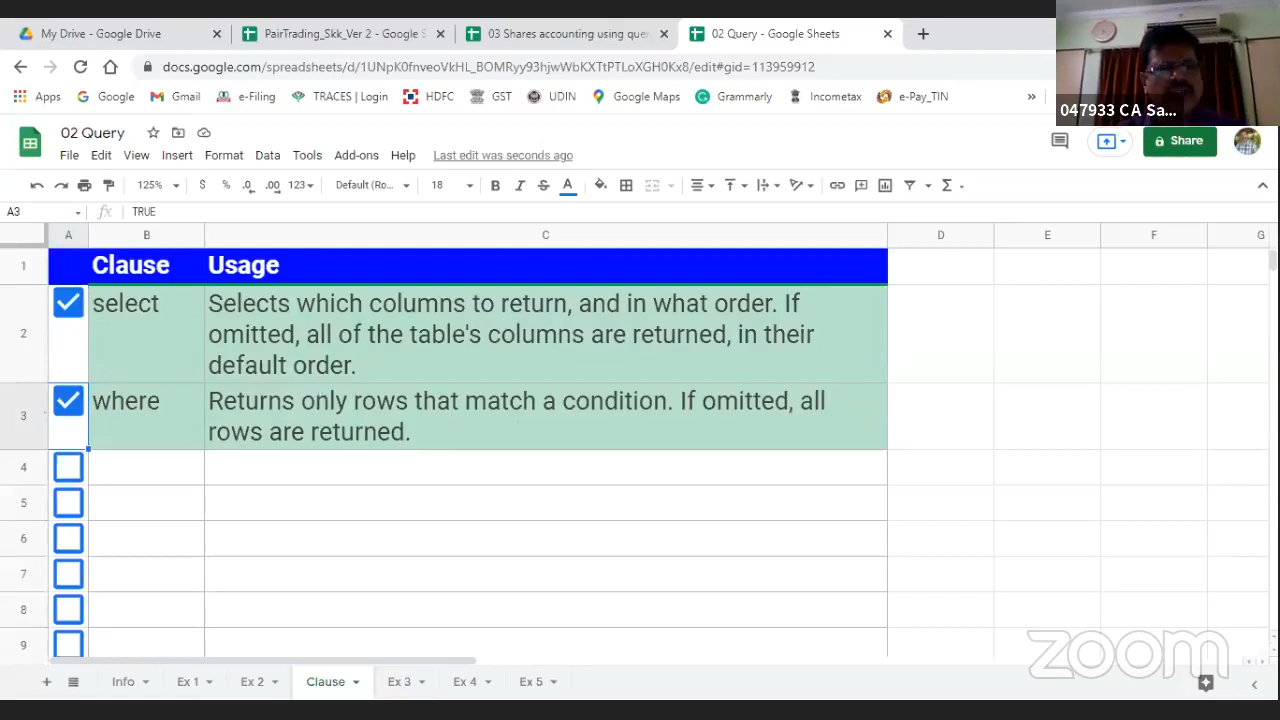 My Drive - Google Drive
PairTrading_Skk_Ver 2 - Google S
03 Shares accounting using quer
02 Query - Google Sheets
docs.google.com/spreadsheets/d/1UNpK0fnveoVkHL_BOMRyy93hjwWbKXTtPTLoXGH0Kx8/edit#gid=113959912
Apps Google Gmail e-Filing TRACES | Login HDFC GST UDIN Google Maps Grammarly Incometax e-Pay_TIN »
047933 CA Sa...
02 Query
Share
File Edit View Insert Format Data Tools Add-ons Help Last edit was seconds ago
125% $ % .0 .00 123 Default (Ro... 18 B I S A Σ
A3 fx TRUE
A B C D E F G
1 Clause Usage
2 select Selects which columns to return, and in what order. If
omitted, all of the table's columns are returned, in their
default order.
3 where Returns only rows that match a condition. If omitted, all
rows are returned.
4
5
6
7
8
9
zoom
+ Info Ex 1 Ex 2 Clause Ex 3 Ex 4 Ex 5